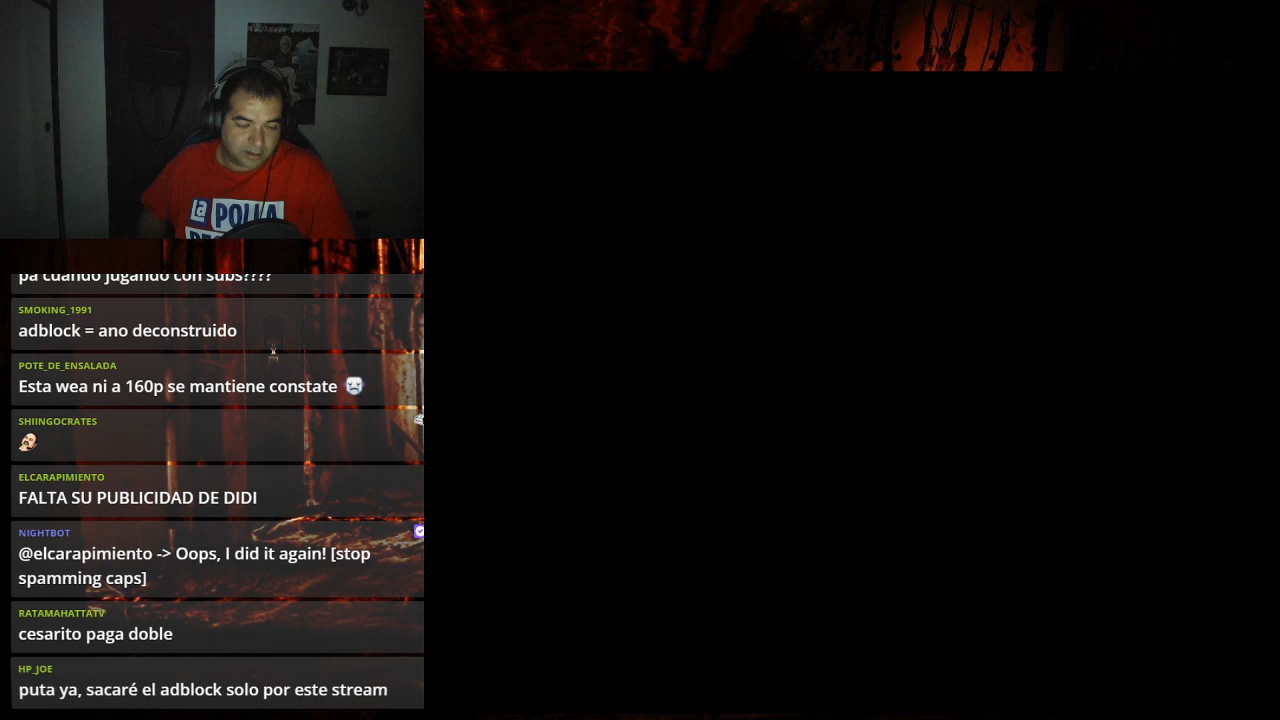 la POLLA
pa cuando jugando con subs????
SMOKING_1991
adblock = ano deconstruido
POTE_DE_ENSALADA
Esta wea ni a 160p se mantiene constate
SHIINGOCRATES
ELCARAPIMIENTO
FALTA SU PUBLICIDAD DE DIDI
NIGHTBOT
@elcarapimiento -> Oops, I did it again! [stop
spamming caps]
RATAMAHATTATV
cesarito paga doble
HP_JOE
puta ya, sacaré el adblock solo por este stream